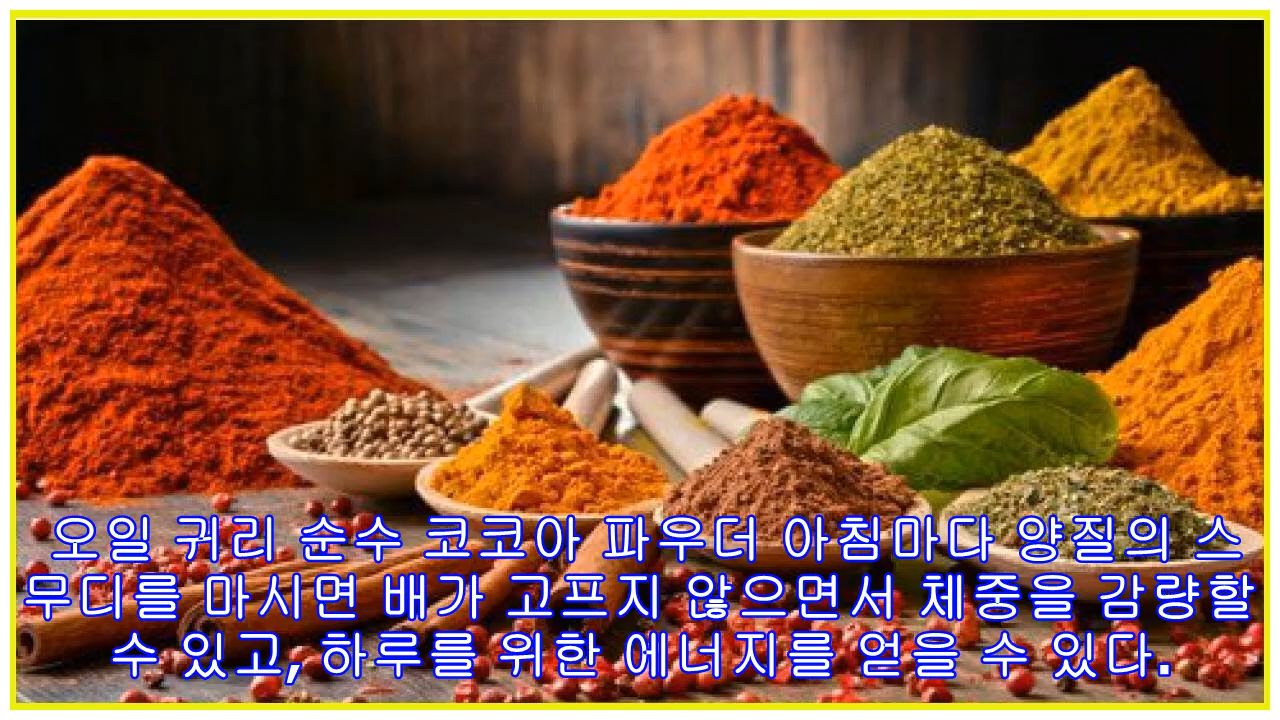 오일 귀리 순수 코코아 파우더 아침마다 양질의 스
무디를 마시면 배가 고프지 않으면서 체중을 감량할
수 있고, 하루를 위한 에너지를 얻을 수 있다.